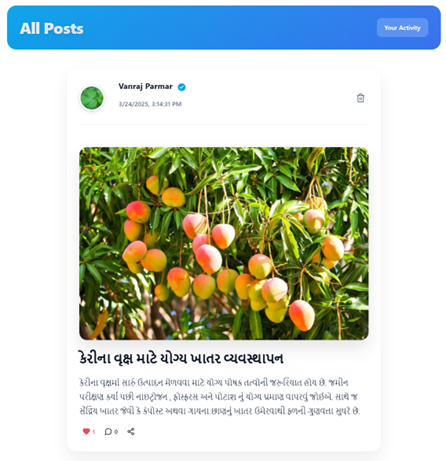 All Posts
Your Activity
Vanraj Parmar
3/24/2025, 3:14:31 PM
કેરીના વૃક્ષ માટે યોગ્ય ખાતર વ્યવસ્થાપન
કેરીના વૃક્ષમાં સારું ઉત્પાદન મેળવવા માટે યોગ્ય પોષક તત્વોની જરૂરિયાત હોય છે. જમીન
પરીક્ષણ કર્યા પછી નાઇટ્રોજન, ફોસ્ફરસ અને પોટાશ નું યોગ્ય પ્રમાણ વાપરવું જોઈએ. સાથે જ
સેંદ્રિય ખાતર જેવી કે કંપોસ્ટ અથવા ગાયના છાણનું ખાતર ઉમેરવાથી ફળની ગુણવત્તા સુધરે છે.
1 0